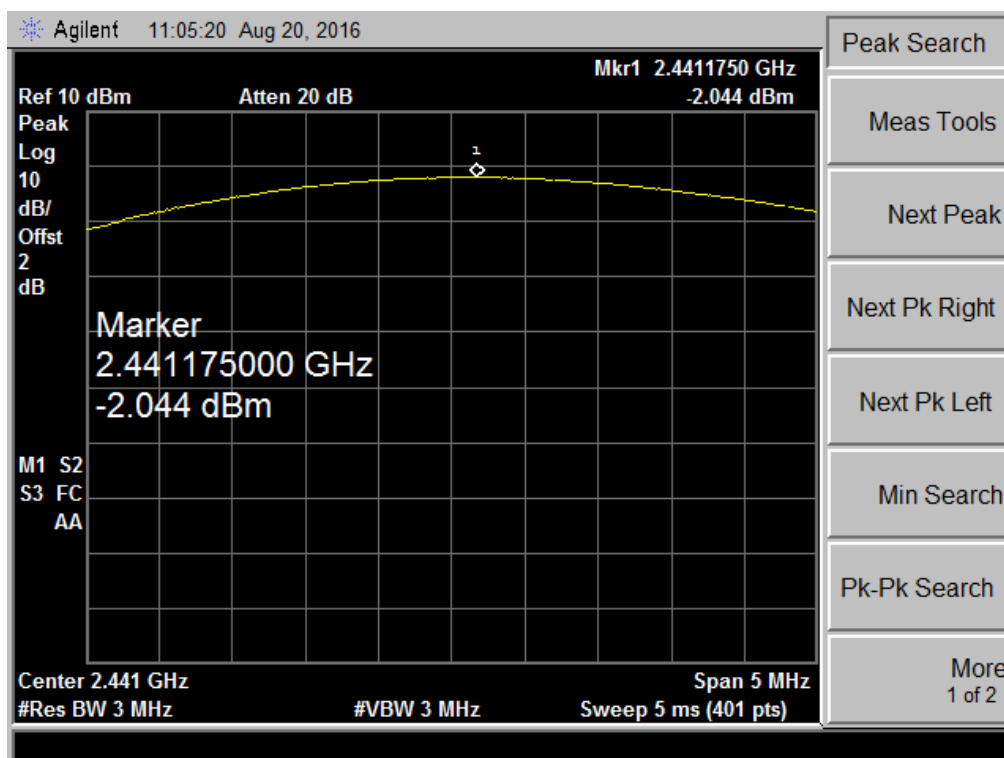 Agilent 11:05:20 Aug 20, 2016
Peak Search
Mkr1 2.4411750 GHz
Ref 10 dBm Atten 20 dB -2.044 dBm
Peak
Log
10
dB/
Offst
2
dB
1
Marker
2.441175000 GHz
-2.044 dBm
M1 S2
S3 FC
AA
Center 2.441 GHz Span 5 MHz
#Res BW 3 MHz #VBW 3 MHz Sweep 5 ms (401 pts)
Meas Tools
Next Peak
Next Pk Right
Next Pk Left
Min Search
Pk-Pk Search
More
1 of 2